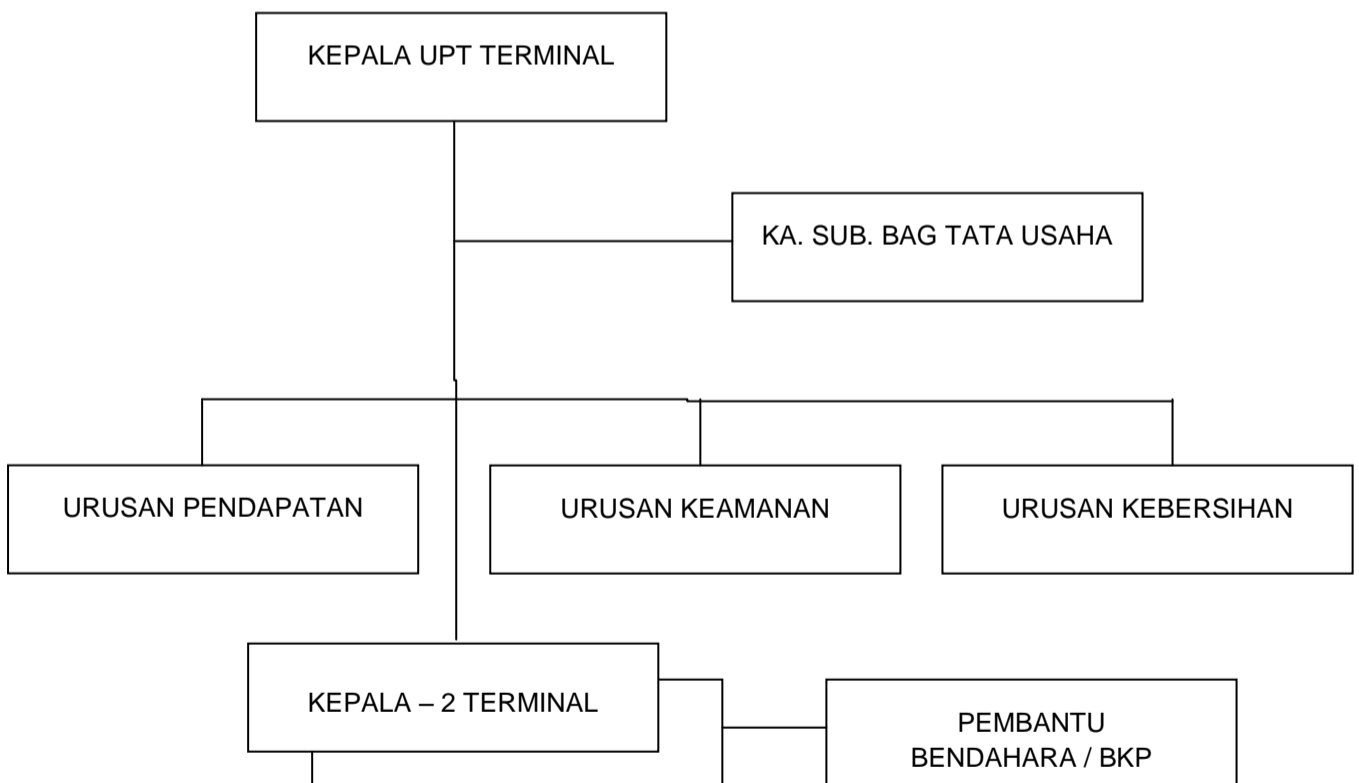 KEPALA UPT TERMINAL
KA. SUB. BAG TATA USAHA
URUSAN PENDAPATAN
URUSAN KEAMANAN
URUSAN KEBERSIHAN
KEPALA – 2 TERMINAL
PEMBANTU
BENDAHARA / BKP